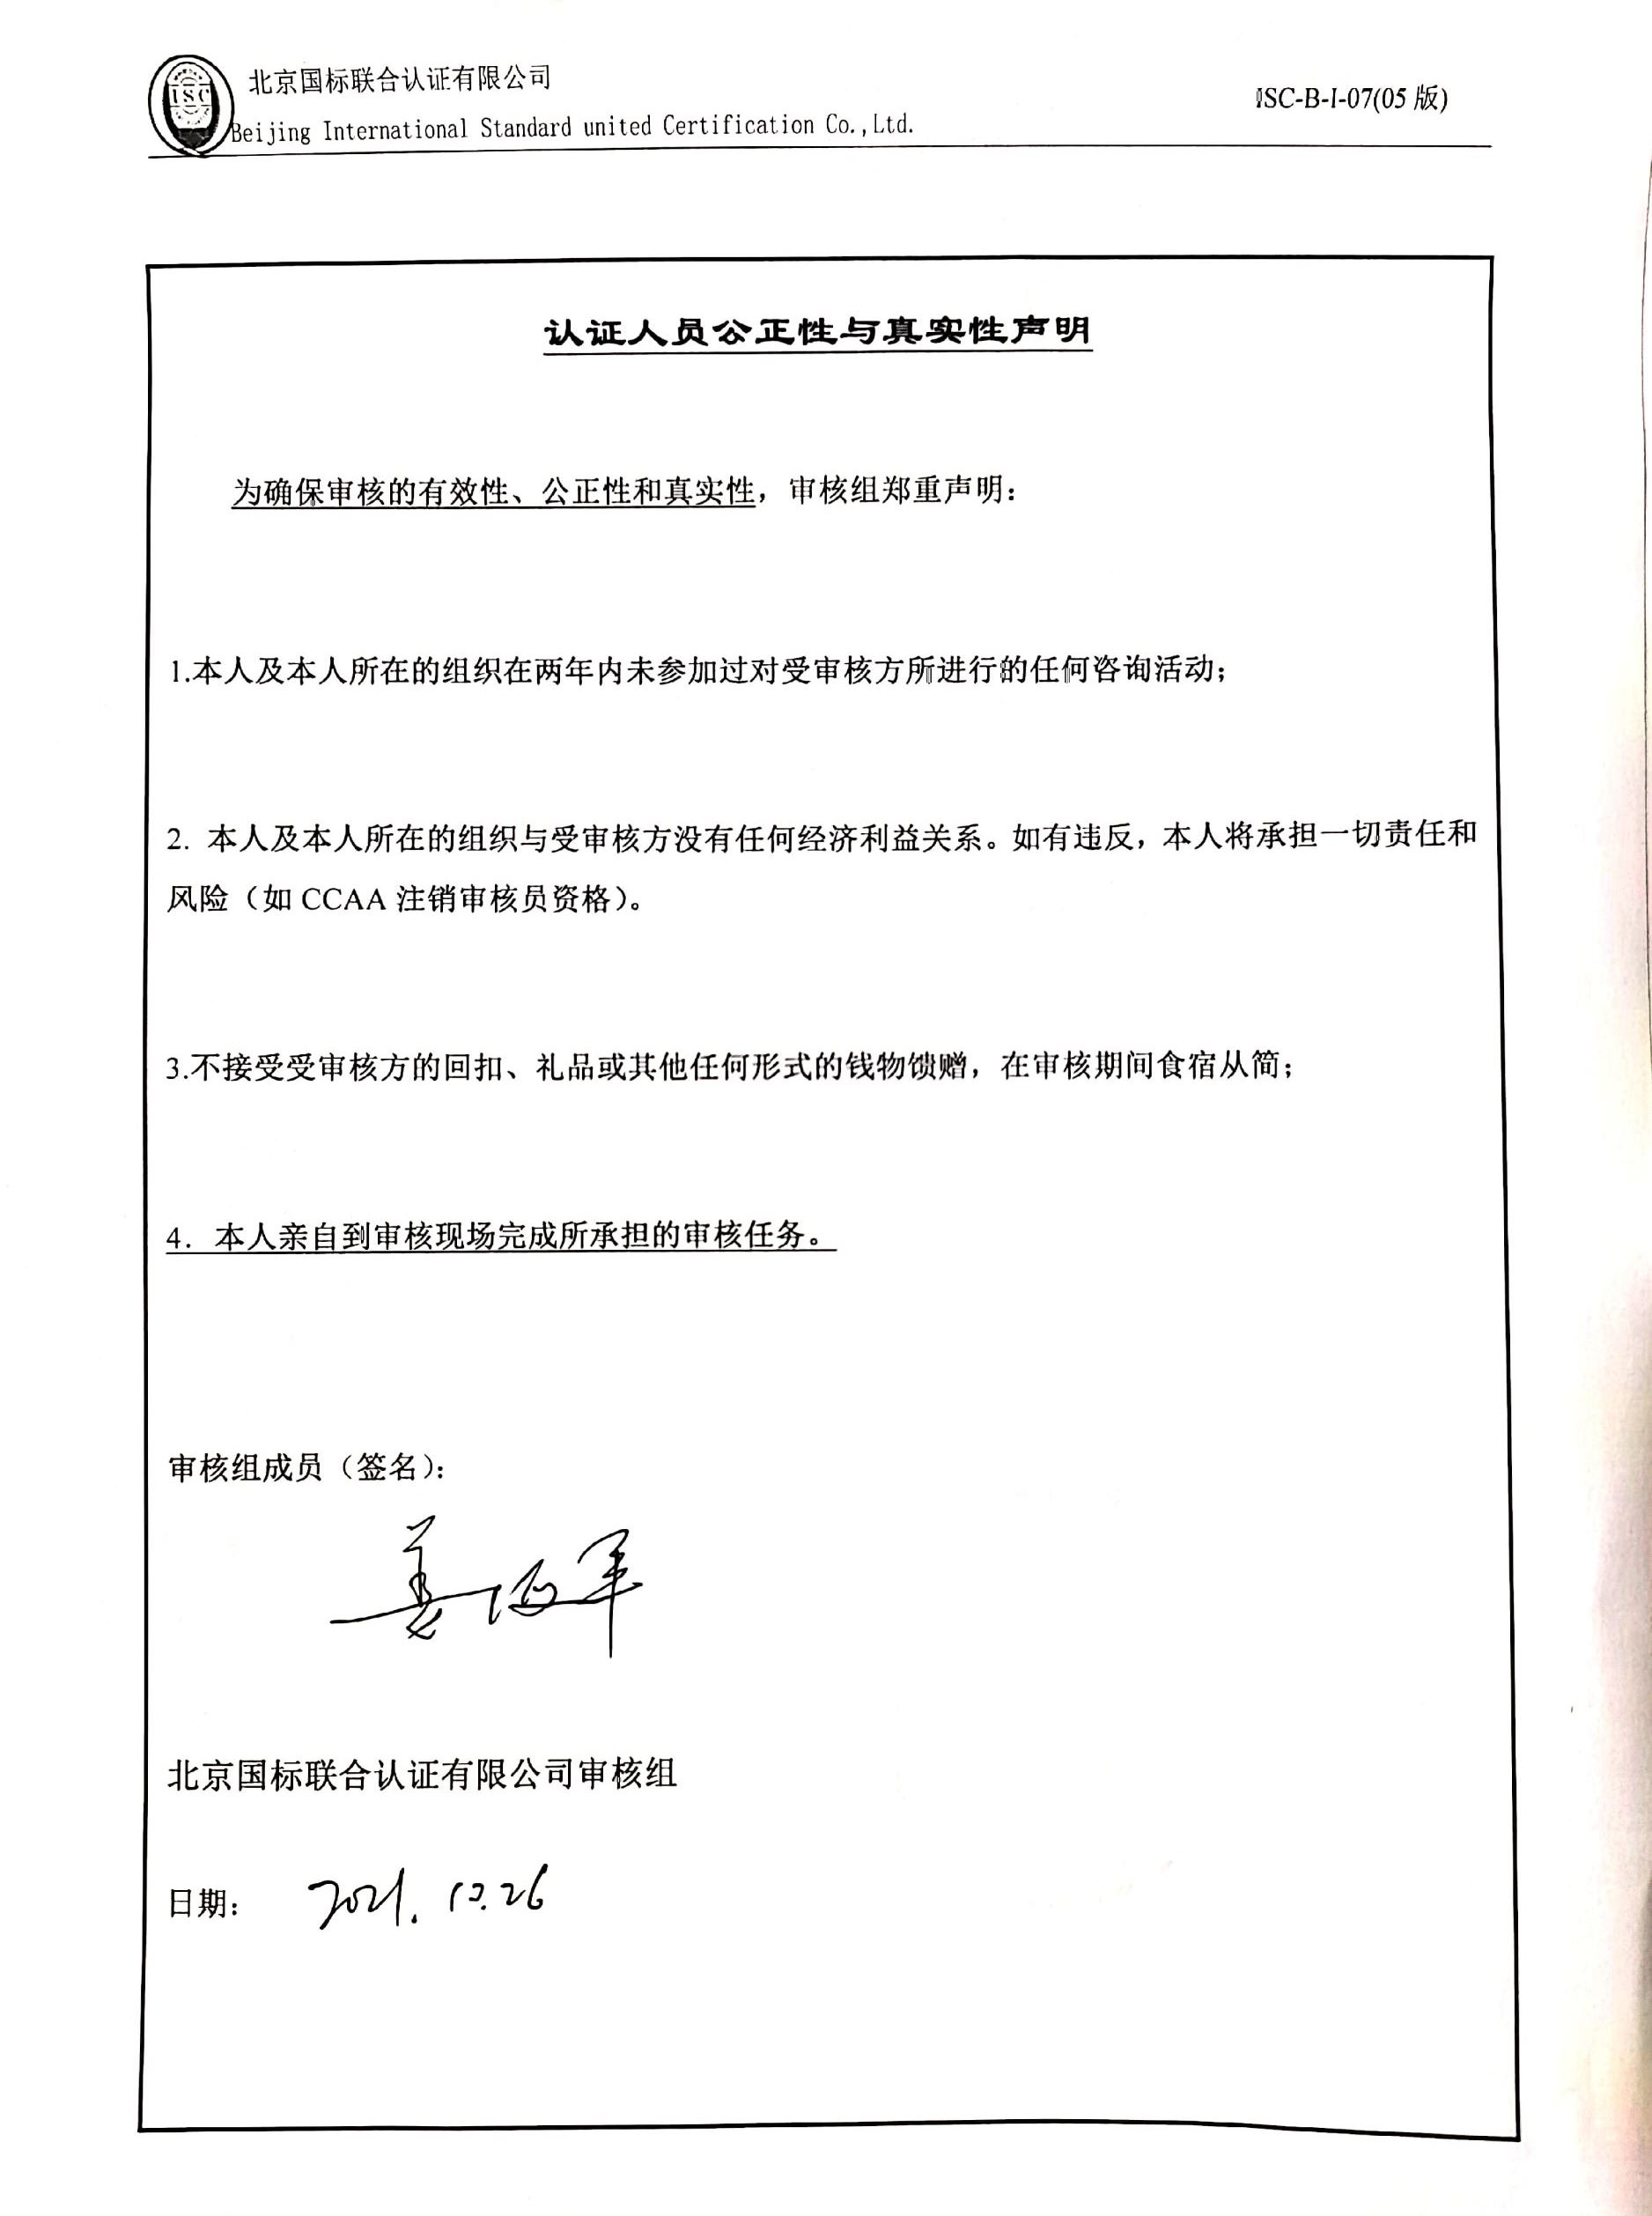 ISC
北京国标联合认证有限公司
Beijing International Standard united Certification Co.,Ltd.
ISC-B-I-07(05 版)
认证人员公正性与真实性声明
为确保审核的有效性、公正性和真实性，审核组郑重声明：
1.本人及本人所在的组织在两年内未参加过对受审核方所进行的任何咨询活动；
2. 本人及本人所在的组织与受审核方没有任何经济利益关系。如有违反，本人将承担一切责任和
风险（如 CCAA 注销审核员资格）。
3.不接受受审核方的回扣、礼品或其他任何形式的钱物馈赠，在审核期间食宿从简；
4. 本人亲自到审核现场完成所承担的审核任务。
审核组成员（签名）：
姜海军
北京国标联合认证有限公司审核组
日期： 2021.12.26